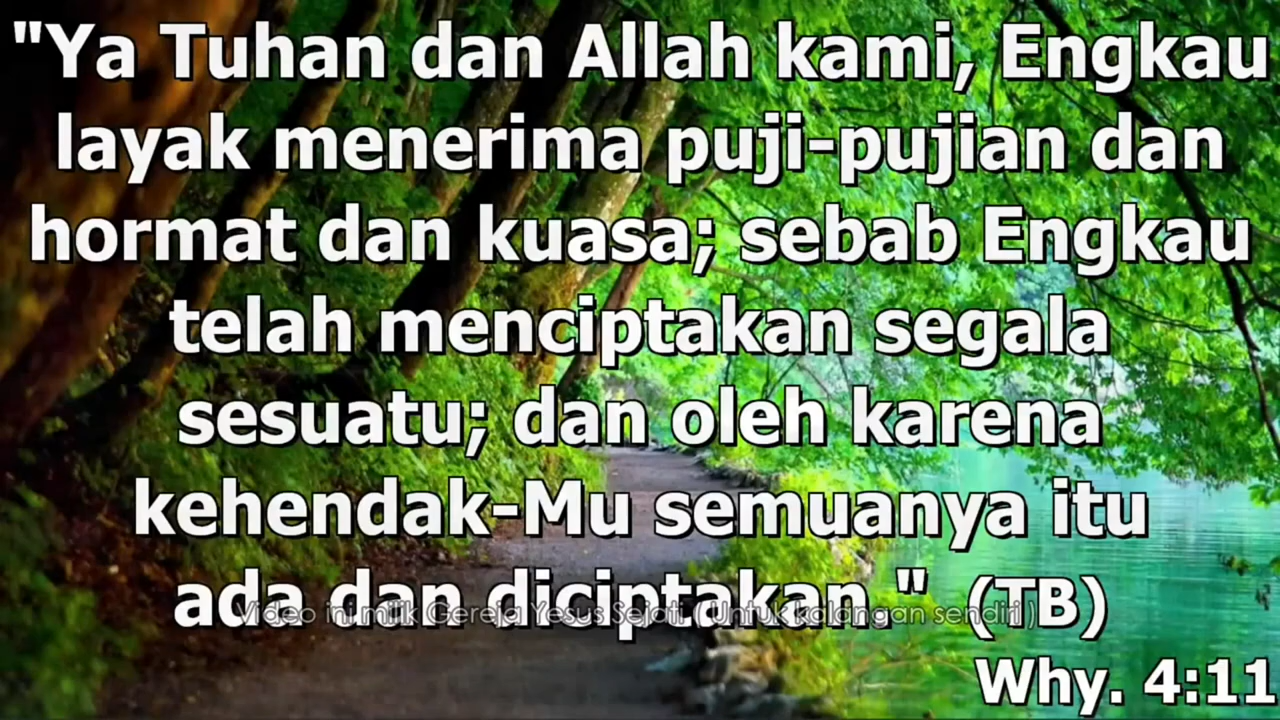 "Ya Tuhan dan Allah kami, Engkau
layak menerima puji-pujian dan
hormat dan kuasa; sebab Engkau
telah menciptakan segala
sesuatu; dan oleh karena
kehendak-Mu semuanya itu
ada dan diciptakan." (TB)
Video ini milik Gereja Yesus Sejati ( Untuk kalangan sendiri )
Why. 4:11